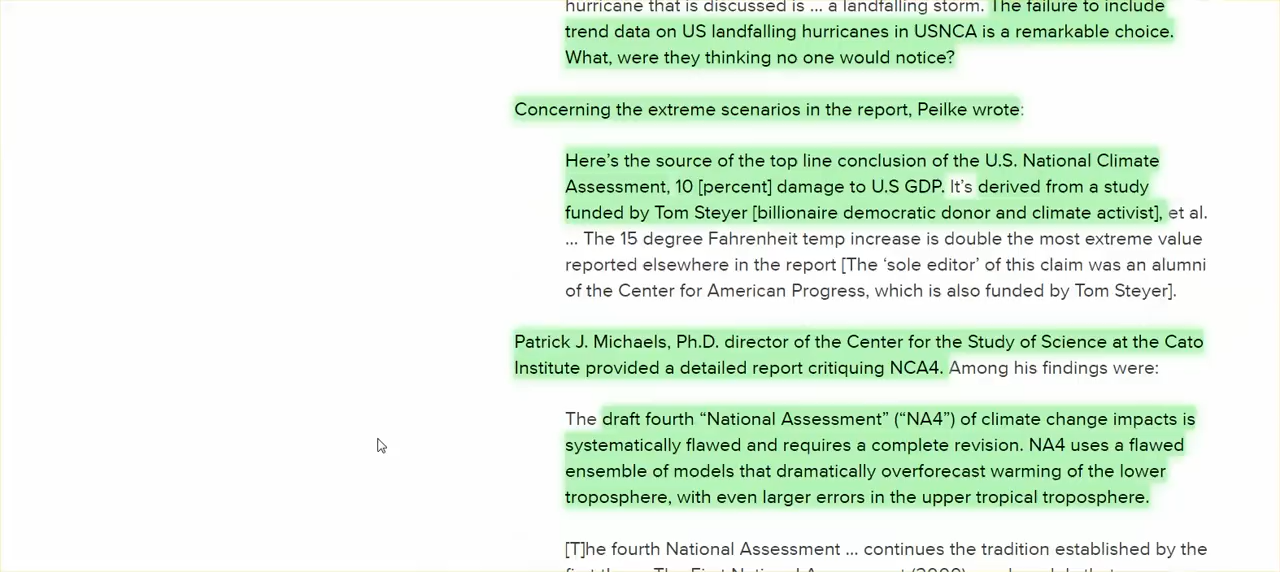 hurricane that is discussed is ... a landfalling storm. The failure to include
trend data on US landfalling hurricanes in USNCA is a remarkable choice.
What, were they thinking no one would notice?
Concerning the extreme scenarios in the report, Peilke wrote:
Here's the source of the top line conclusion of the U.S. National Climate
Assessment, 10 [percent] damage to U.S GDP. It's derived from a study
funded by Tom Steyer [billionaire democratic donor and climate activist], et al.
... The 15 degree Fahrenheit temp increase is double the most extreme value
reported elsewhere in the report [The 'sole editor' of this claim was an alumni
of the Center for American Progress, which is also funded by Tom Steyer].
Patrick J. Michaels, Ph.D. director of the Center for the Study of Science at the Cato
Institute provided a detailed report critiquing NCA4. Among his findings were:
The draft fourth “National Assessment” (“NA4”) of climate change impacts is
systematically flawed and requires a complete revision. NA4 uses a flawed
ensemble of models that dramatically overforecast warming of the lower
troposphere, with even larger errors in the upper tropical troposphere.
[T]he fourth National Assessment ... continues the tradition established by the